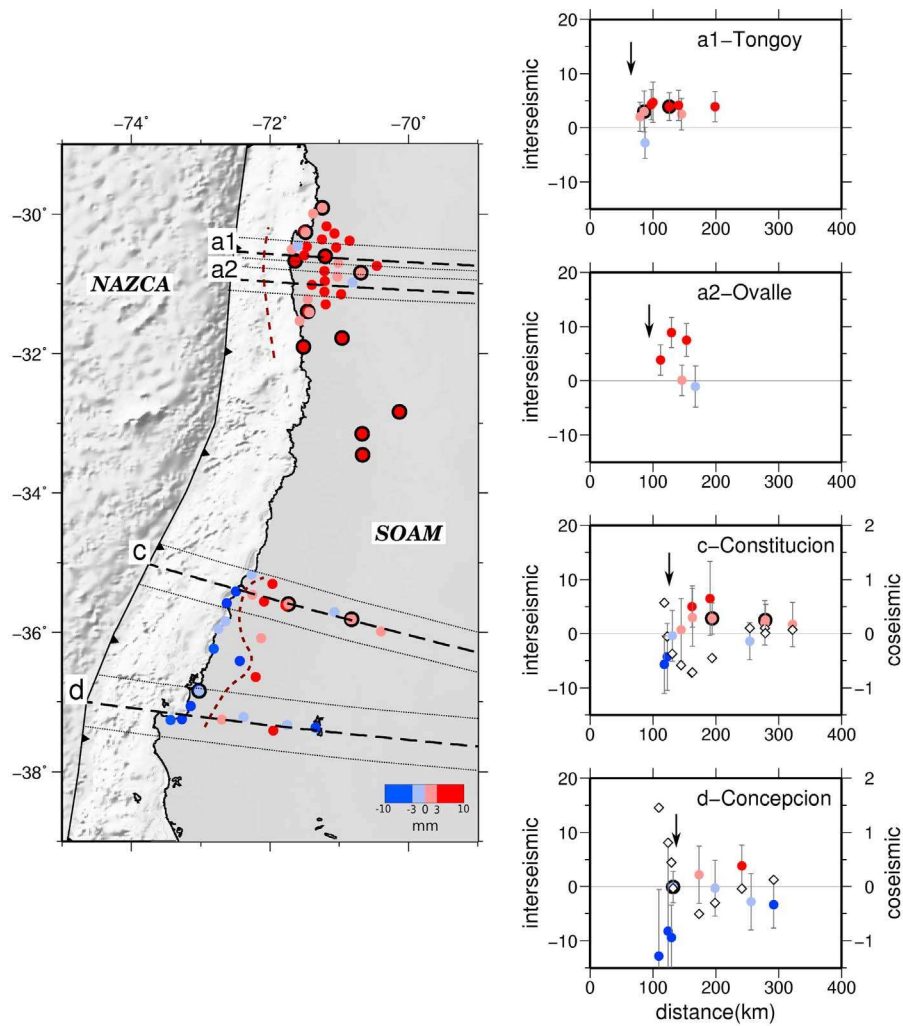 −74° −72° −70°
−30°
−32°
−34°
−36°
−38°
a1
a2
NAZCA
c
SOAM
d
−10 −3 0 3 10
mm
20
10
0
−10
interseismic
a1−Tongoy
0 100 200 300 400
20
10
0
−10
interseismic
a2−Ovalle
0 100 200 300 400
20
10
0
−10
interseismic
c−Constitucion
2
1
0
−1
coseismic
0 100 200 300 400
20
10
0
−10
interseismic
d−Concepcion
2
1
0
−1
coseismic
0 100 200 300 400
distance(km)